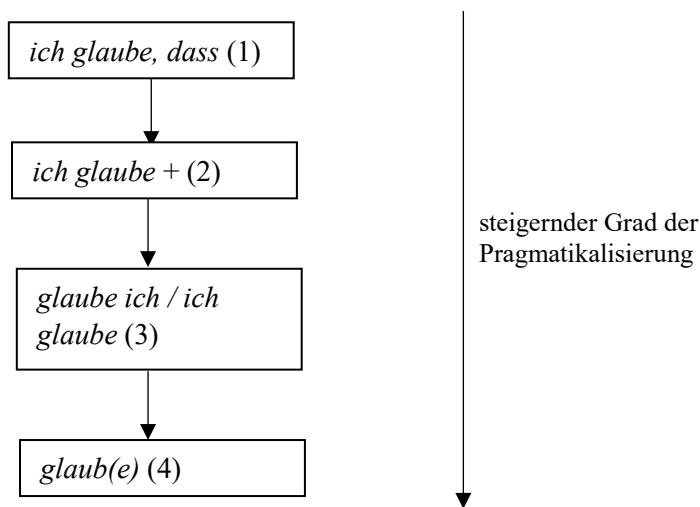 ich glaube, dass (1)
ich glaube + (2)
steigernder Grad der
Pragmatikalisierung
glaube ich / ich
glaube (3)
glaub(e) (4)